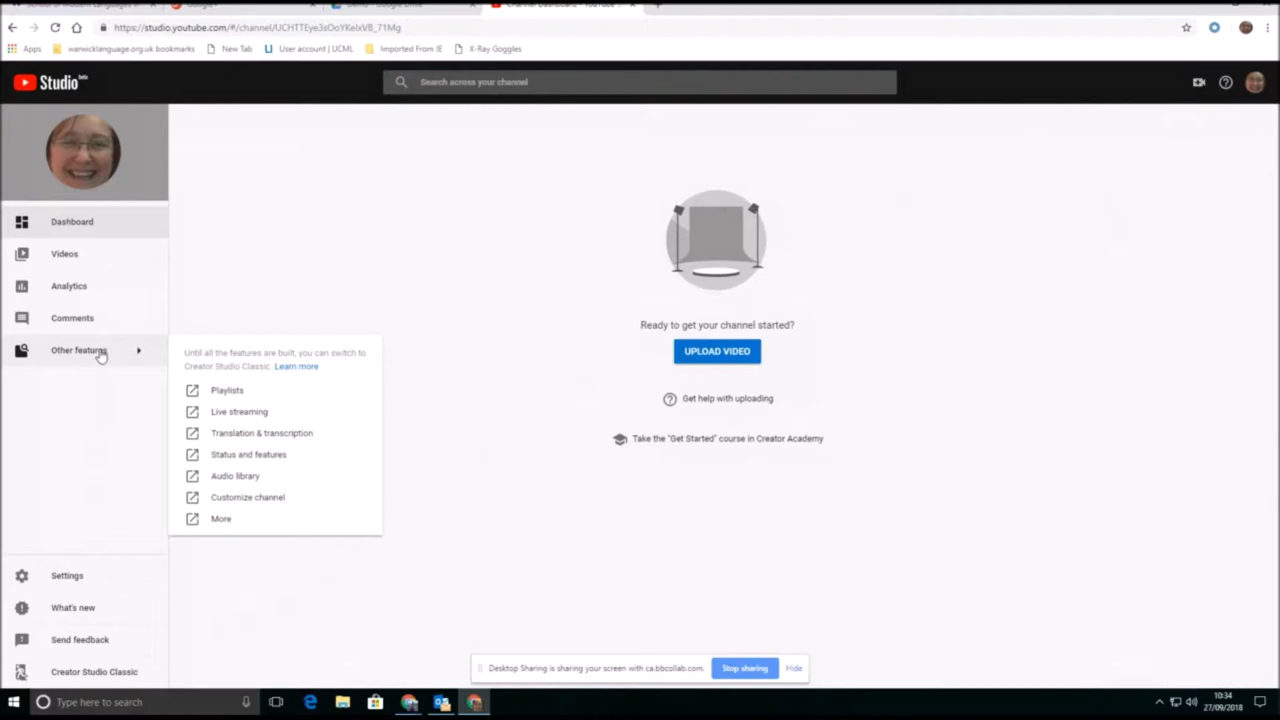 Google
Channel Dashboard - YouTube
https://studio.youtube.com/#/channel/UCHTTEye3sOoYKelxVB_71Mg
Apps
warwicklanguage.org.uk bookmarks
New Tab
User account | UCML
Imported From IE
X-Ray Goggles
Studio beta
Search across your channel
Dashboard
Videos
Analytics
Comments
Other features
Until all the features are built, you can switch to
Creator Studio Classic. Learn more
Playlists
Live streaming
Translation & transcription
Status and features
Audio library
Customize channel
More
Ready to get your channel started?
UPLOAD VIDEO
Get help with uploading
Take the "Get Started" course in Creator Academy
Settings
What's new
Send feedback
Creator Studio Classic
Desktop Sharing is sharing your screen with ca.bbcollab.com.
Stop sharing
Hide
Type here to search
10:34
27/09/2018